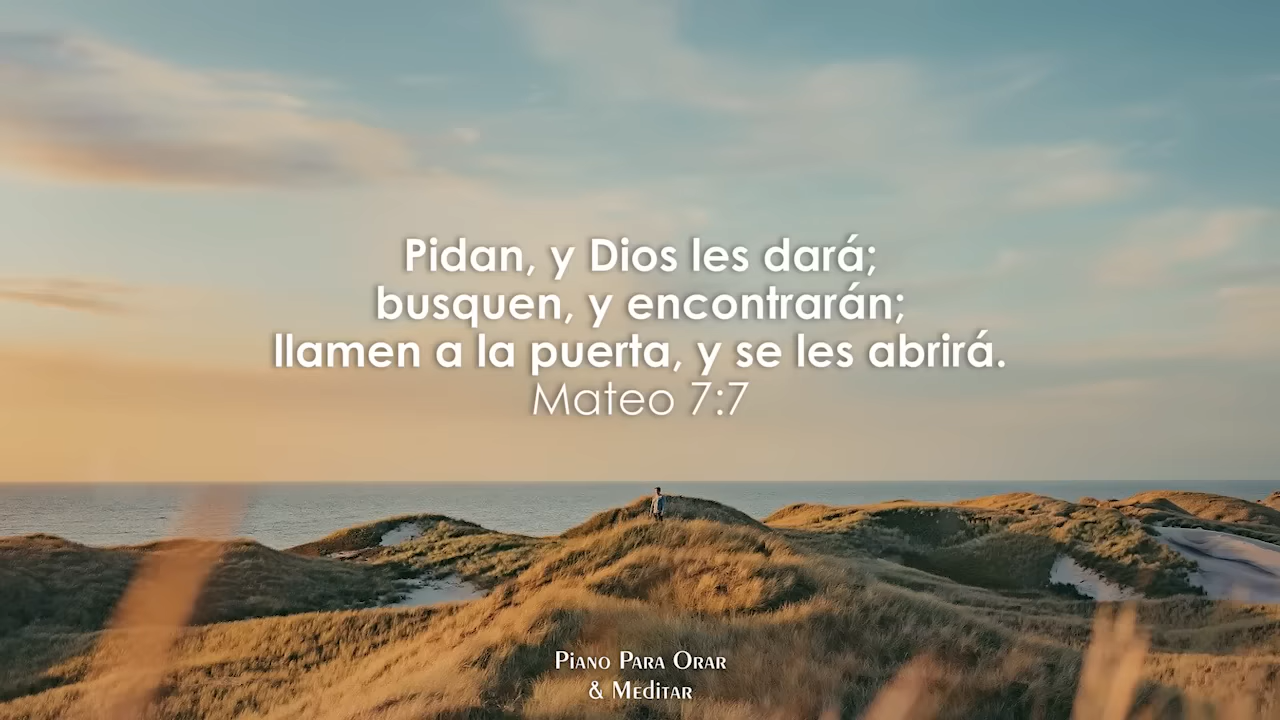 Pidan, y Dios les dará;
busquen, y encontrarán;
llamen a la puerta, y se les abrirá.
Mateo 7:7
Piano Para Orar
& Meditar